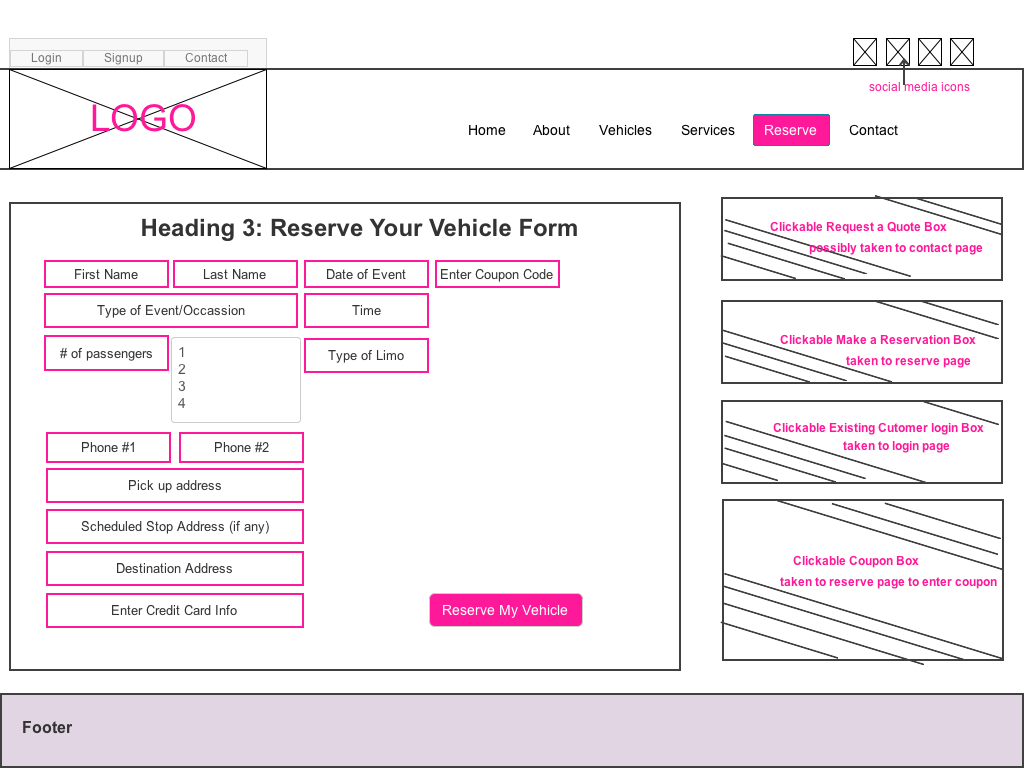 Login Signup Contact
social media icons
LOGO
Home About Vehicles Services Reserve Contact
Heading 3: Reserve Your Vehicle Form
First Name Last Name Date of Event Enter Coupon Code
Type of Event/Occassion Time
# of passengers
1
2
3
4
Type of Limo
Phone #1 Phone #2
Pick up address
Scheduled Stop Address (if any)
Destination Address
Enter Credit Card Info
Reserve My Vehicle
Clickable Request a Quote Box
possibly taken to contact page
Clickable Make a Reservation Box
taken to reserve page
Clickable Existing Cutomer login Box
taken to login page
Clickable Coupon Box
taken to reserve page to enter coupon
Footer